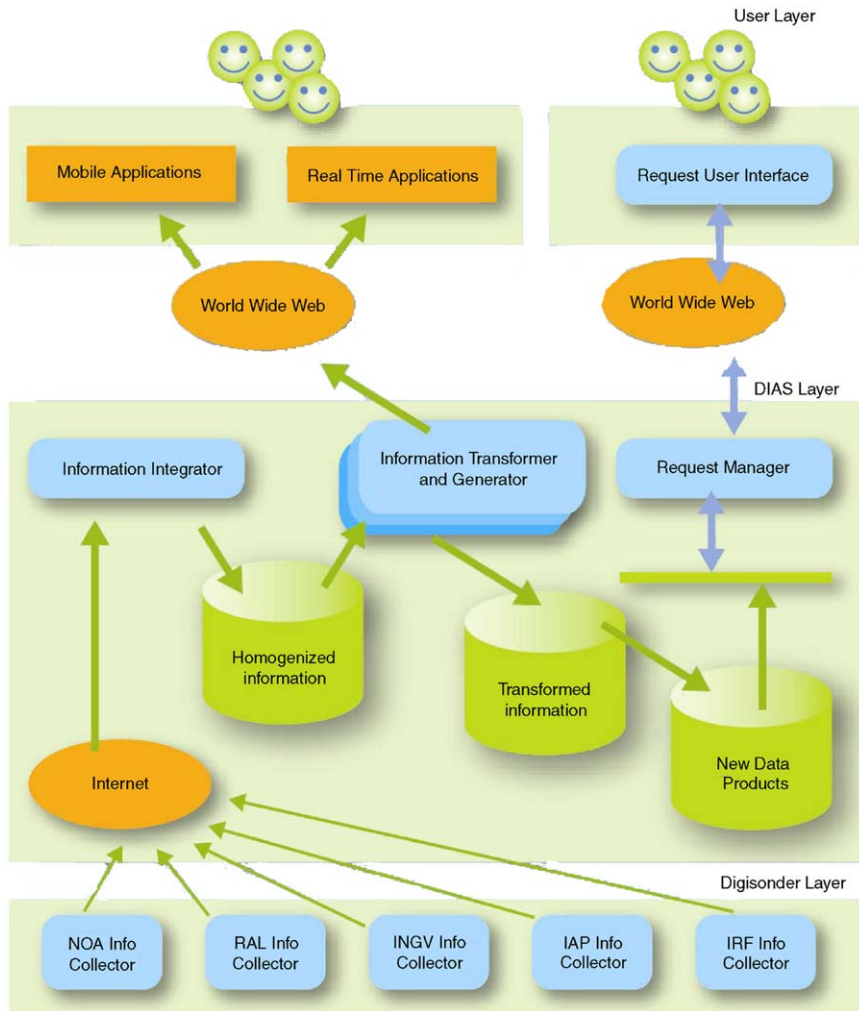 User Layer
Mobile Applications
Real Time Applications
Request User Interface
World Wide Web
World Wide Web
DIAS Layer
Information Integrator
Information Transformer
and Generator
Request Manager
Homogenized
information
Transformed
information
New Data
Products
Internet
Digisonder Layer
NOA Info
Collector
RAL Info
Collector
INGV Info
Collector
IAP Info
Collector
IRF Info
Collector